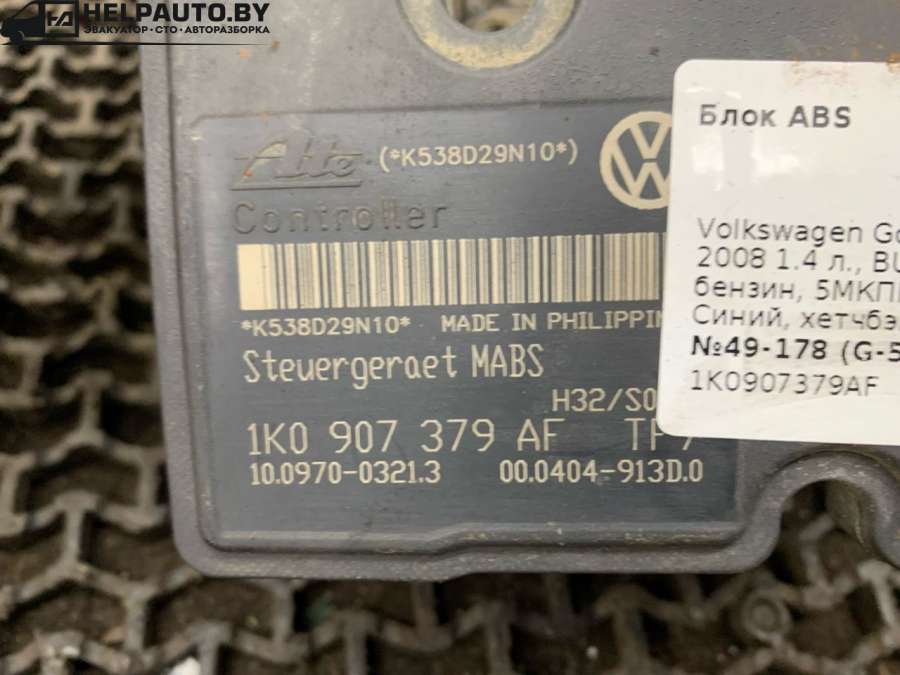 HELPAUTO.BY
ЭВАКУАТОР · СТО · АВТОРАЗБОРКА
Ate (*K538D29N10*)
Controller
*K538D29N10* MADE IN PHILIPPIN
Steuergeraet MABS
H32/S0
1K0 907 379 AF
10.0970-0321.3 00.0404-913D.0
Блок ABS
Volkswagen Go
2008 1.4 л., BU
бензин, 5МКПП
Синий, хетчбэ
№49-178 (G-5
1K0907379AF